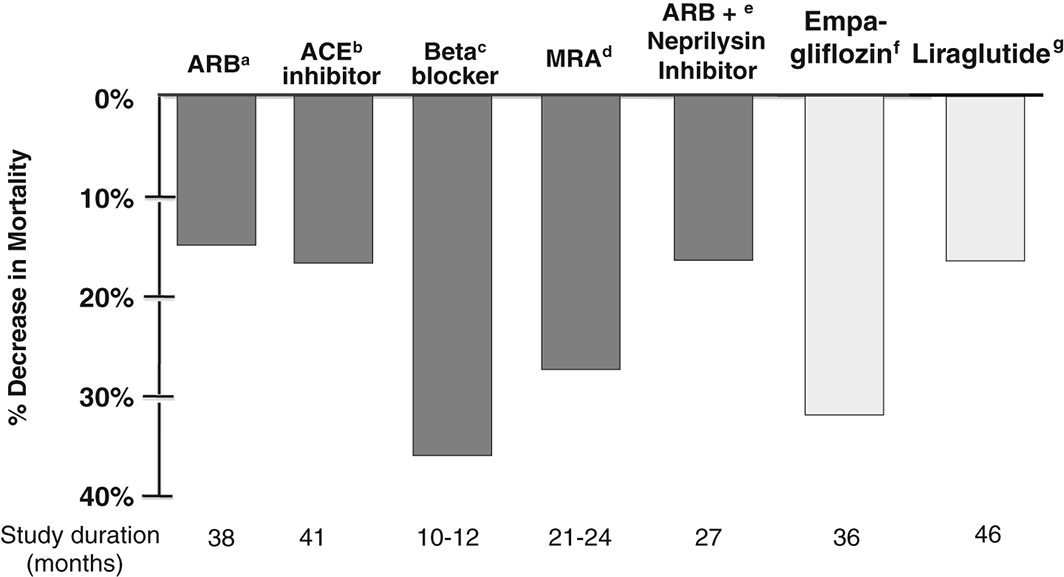 ARBᵃ
ACEᵇ
inhibitor
Betaᶜ
blocker
MRAᵈ
ARB + ᵉ
Neprilysin
Inhibitor
Empa-
gliflozinᶠ
Liraglutideᵍ
% Decrease in Mortality
0%
10%
20%
30%
40%
Study duration
(months)
38
41
10-12
21-24
27
36
46